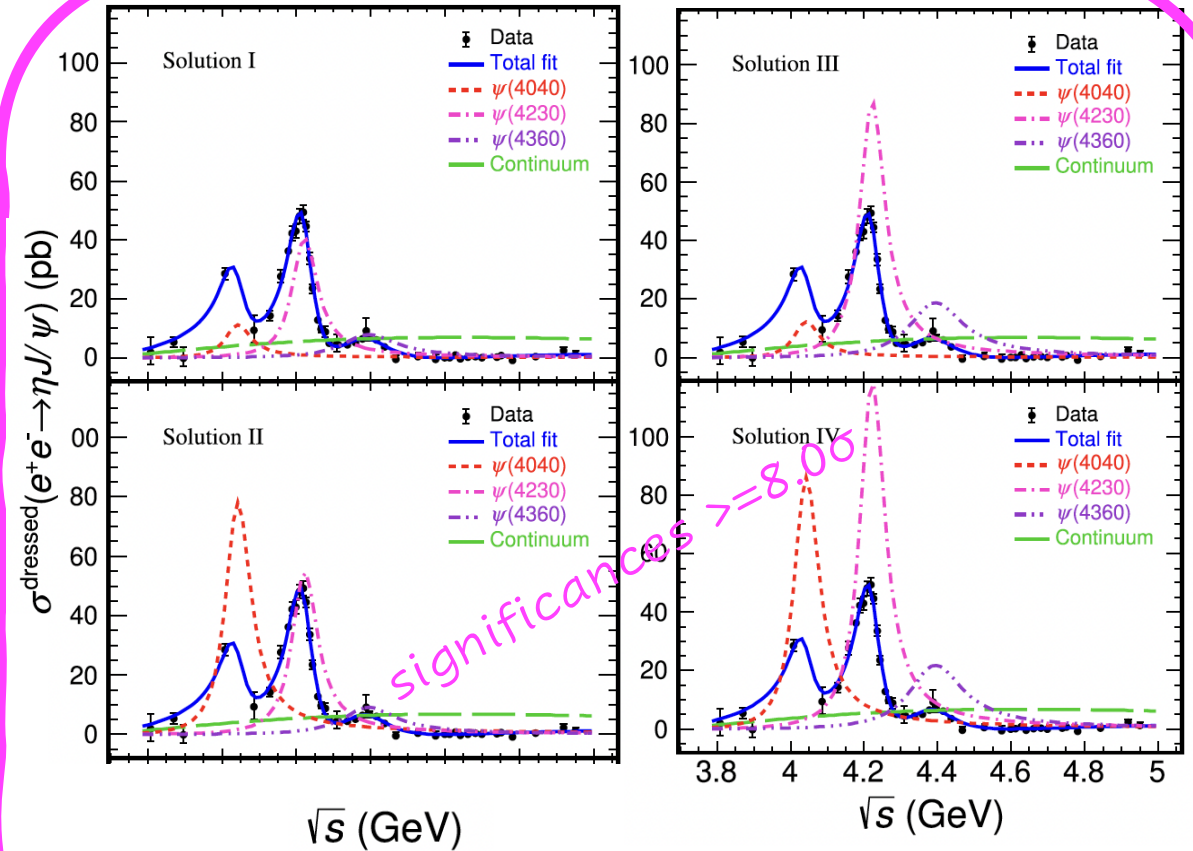 σ^dressed(e⁺e⁻→ηJ/ψ) (pb)
Solution I
Data
Total fit
ψ(4040)
ψ(4230)
ψ(4360)
Continuum
100
80
60
40
20
0
Solution III
Data
Total fit
ψ(4040)
ψ(4230)
ψ(4360)
Continuum
100
80
60
40
20
0
Solution II
Data
Total fit
ψ(4040)
ψ(4230)
ψ(4360)
Continuum
00
80
60
40
20
0
Solution IV
Data
Total fit
ψ(4040)
ψ(4230)
ψ(4360)
Continuum
100
80
60
40
20
0
significances >=8.0σ
3.8 4 4.2 4.4 4.6 4.8 5
√s (GeV)
√s (GeV)